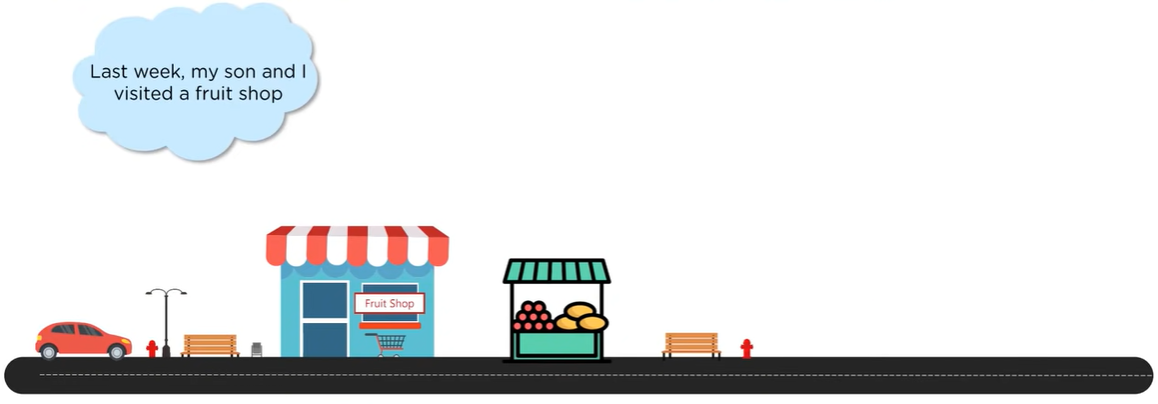 Last week, my son and I
visited a fruit shop
Fruit Shop